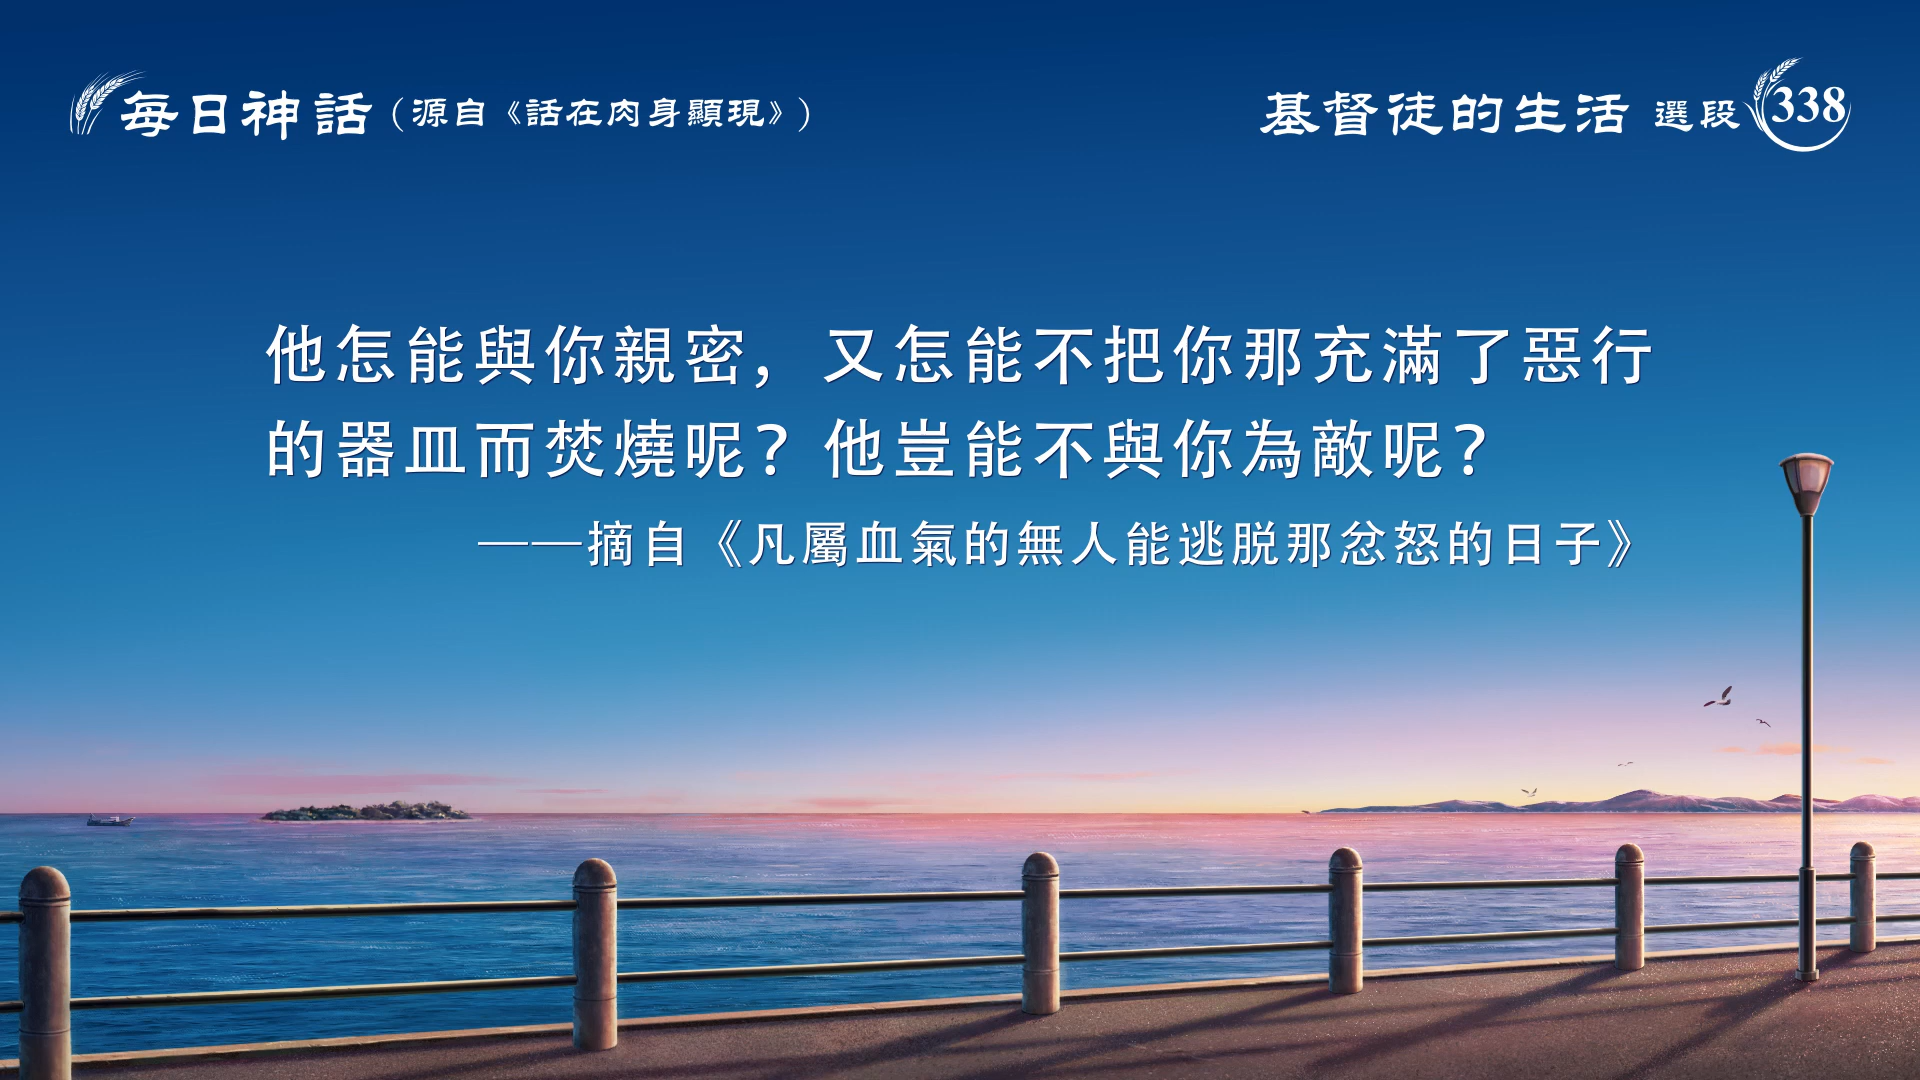 每日神話（源自《話在肉身顯現》）
基督徒的生活 選段 338
他怎能與你親密，又怎能不把你那充滿了惡行
的器皿而焚燒呢？他豈能不與你為敵呢？
——摘自《凡屬血氣的無人能逃脫那忿怒的日子》